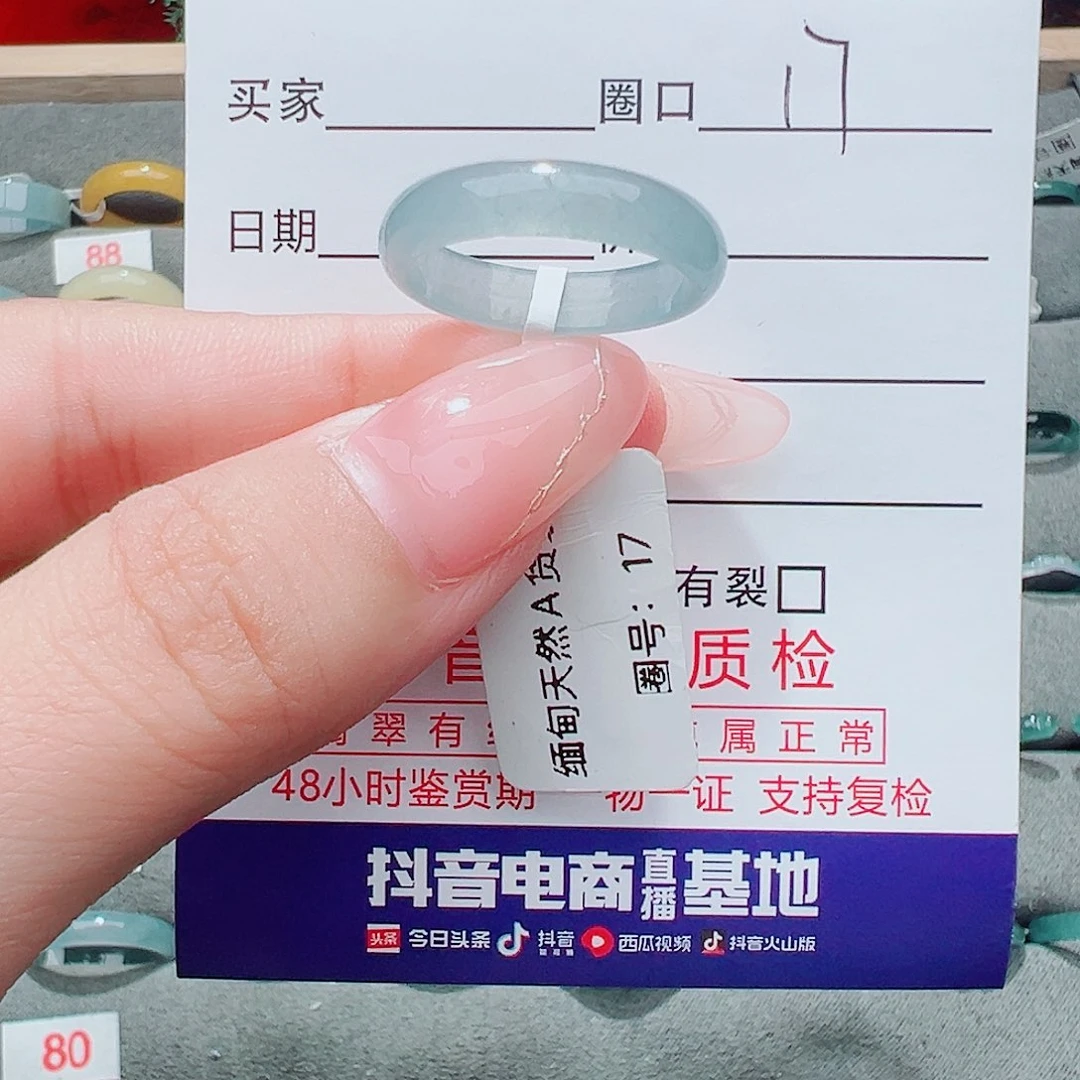 买家 圈口 17
日期
88
有裂
质检
翠有 属正常
48小时鉴赏期 一物一证 支持复检
缅甸天然A货
圈号：17
抖音电商直播基地
头条 今日头条 抖音 西瓜视频 抖音火山版
80